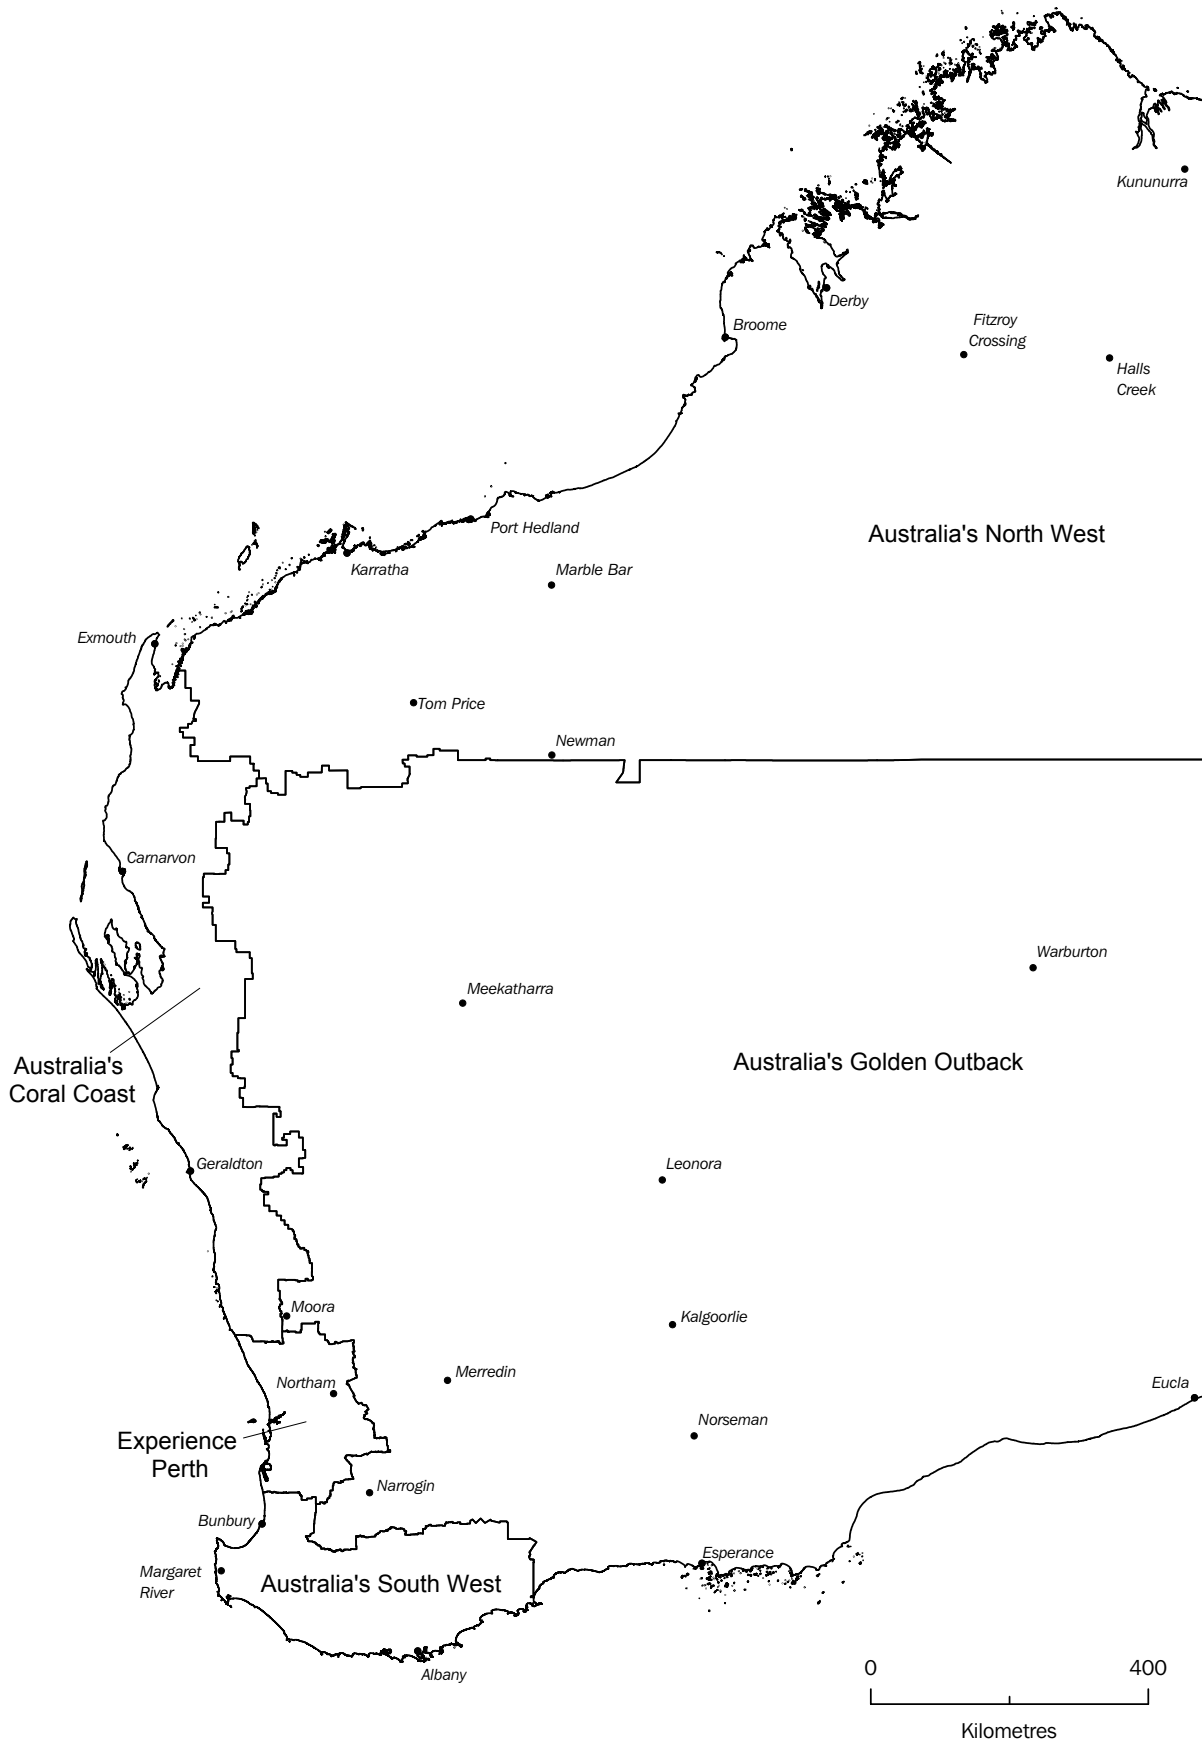 Kununurra
Derby
Broome
Fitzroy
Crossing
Halls
Creek
Port Hedland
Australia's North West
Karratha
Marble Bar
Exmouth
Tom Price
Newman
Carnarvon
Warburton
Meekatharra
Australia's
Coral Coast
Australia's Golden Outback
Geraldton
Leonora
Moora
Kalgoorlie
Merredin
Northam
Eucla
Norseman
Experience
Perth
Narrogin
Bunbury
Esperance
Margaret
River
Australia's South West
Albany
0 400
Kilometres